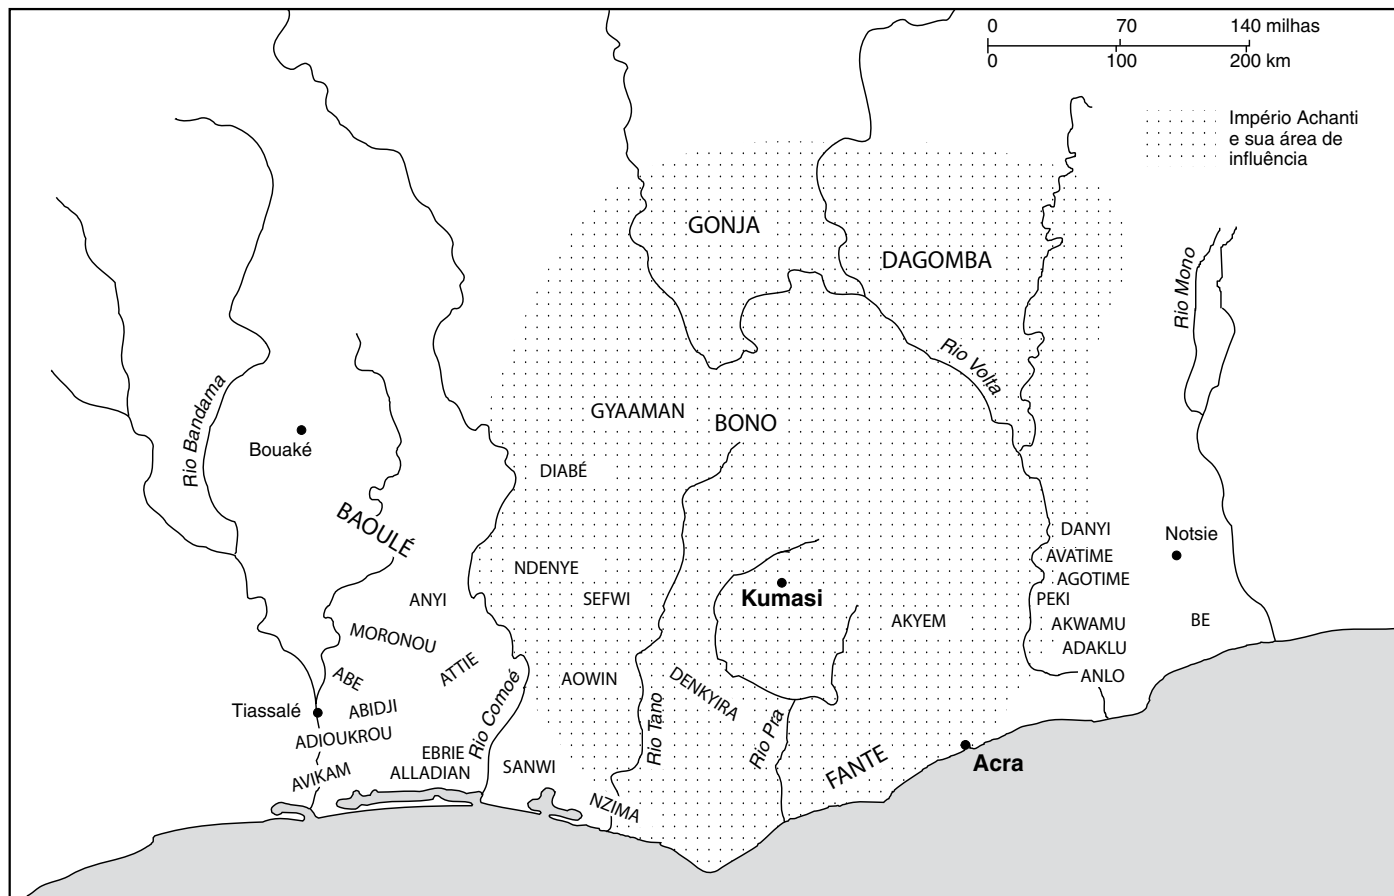 0 70 140 milhas
0 100 200 km
Império Achanti
e sua área de
influência
GONJA
DAGOMBA
Rio Mono
Rio Volta
Rio Bandama
GYAAMAN
BONO
Bouaké
DIABÉ
BAOULÉ
DANYI
Notsie
AVATIME
NDENYE
AGOTIME
Kumasi
SEFWI
ANYI
PEKI
AKYEM
AKWAMU
BE
MORONOU
ADAKLU
ATTIE
ABE
AOWIN
DENKYIRA
ANLO
Tiassalé
ABIDJI
Rio Comoé
Rio Tano
Rio Pra
ADIOUKROU
EBRIE
FANTE
Acra
AVIKAM
ALLADIAN
SANWI
NZIMA